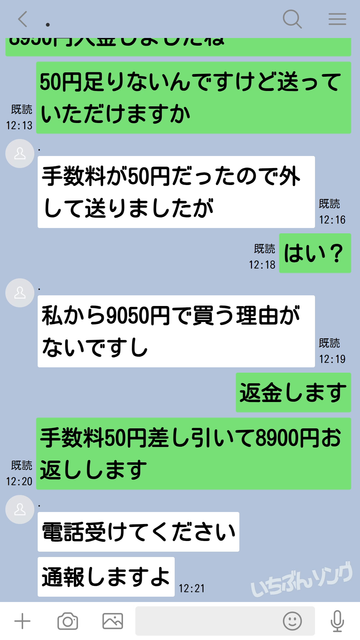 8950円入金しましたね
50円足りないんですけど送って
いただけますか
既読
12:13
手数料が50円だったので外
して送りましたが
既読
12:16
既読
12:18
はい？
私から9050円で買う理由が
ないですし
既読
12:19
返金します
手数料50円差し引いて8900円お
返しします
既読
12:20
電話受けてください
通報しますよ
12:21
いちぶんソング